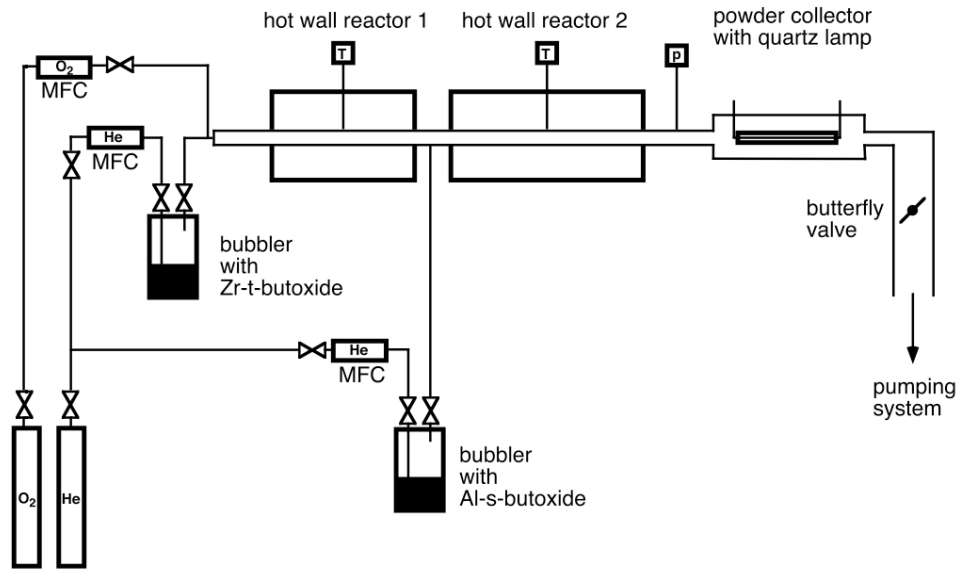 hot wall reactor 1
hot wall reactor 2
powder collector
with quartz lamp
T
T
p
O₂
MFC
He
MFC
butterfly
valve
bubbler
with
Zr-t-butoxide
He
MFC
pumping
system
bubbler
with
Al-s-butoxide
O₂
He